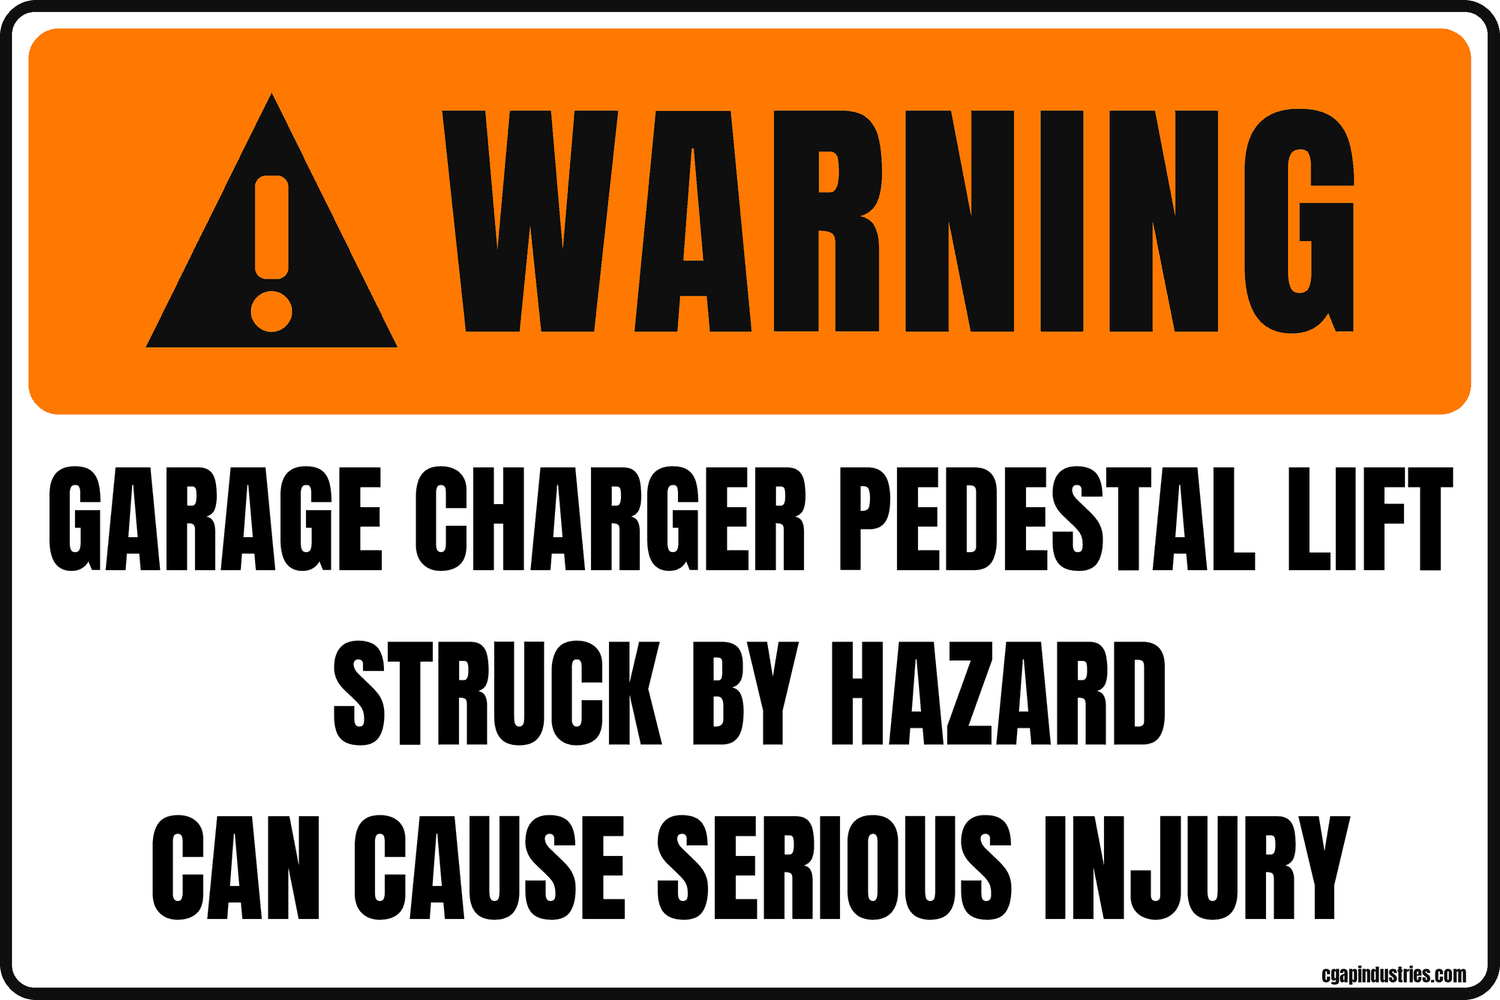 WARNING
GARAGE CHARGER PEDESTAL LIFT
STRUCK BY HAZARD
CAN CAUSE SERIOUS INJURY
cgapindustries.com